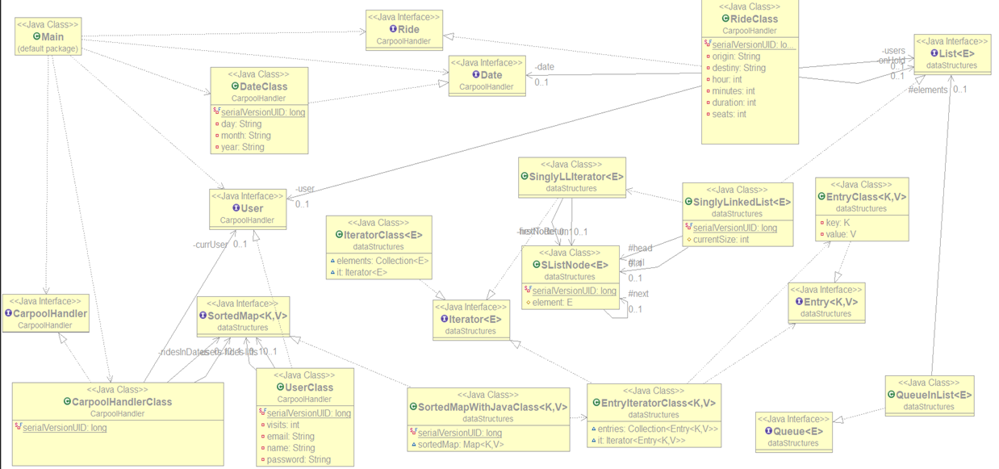 <<Java Class>>
Main
(default package)
<<Java Interface>>
Ride
CarpoolHandler
<<Java Class>>
RideClass
CarpoolHandler
serialVersionUID: lo...
origin: String
destiny: String
hour: int
minutes: int
duration: int
seats: int
<<Java Interface>>
List<E>
dataStructures
-users
-onHold
0..1
0..1
#elements
0..1
<<Java Interface>>
Date
CarpoolHandler
-date
0..1
<<Java Class>>
DateClass
CarpoolHandler
serialVersionUID: long
day: String
month: String
year: String
<<Java Interface>>
User
CarpoolHandler
-user
0..1
-currUser
0..1
<<Java Class>>
SinglyLLIterator<E>
dataStructures
0..1
<<Java Class>>
SinglyLinkedList<E>
dataStructures
serialVersionUID: long
currentSize: int
<<Java Class>>
EntryClass<K,V>
dataStructures
key: K
value: V
<<Java Class>>
IteratorClass<E>
dataStructures
elements: Collection<E>
it: Iterator<E>
<<Java Class>>
SListNode<E>
dataStructures
serialVersionUID: long
element: E
#head
0..1
#next
0..1
<<Java Interface>>
CarpoolHandler
CarpoolHandler
<<Java Interface>>
SortedMap<K,V>
dataStructures
<<Java Interface>>
Iterator<E>
dataStructures
<<Java Interface>>
Entry<K,V>
dataStructures
<<Java Class>>
CarpoolHandlerClass
CarpoolHandler
serialVersionUID: long
<<Java Class>>
UserClass
CarpoolHandler
serialVersionUID: long
visits: int
email: String
name: String
password: String
<<Java Class>>
SortedMapWithJavaClass<K,V>
dataStructures
serialVersionUID: long
sortedMap: Map<K,V>
<<Java Class>>
EntryIteratorClass<K,V>
dataStructures
entries: Collection<Entry<K,V>>
it: Iterator<Entry<K,V>>
<<Java Interface>>
Queue<E>
dataStructures
<<Java Class>>
QueueInList<E>
dataStructures